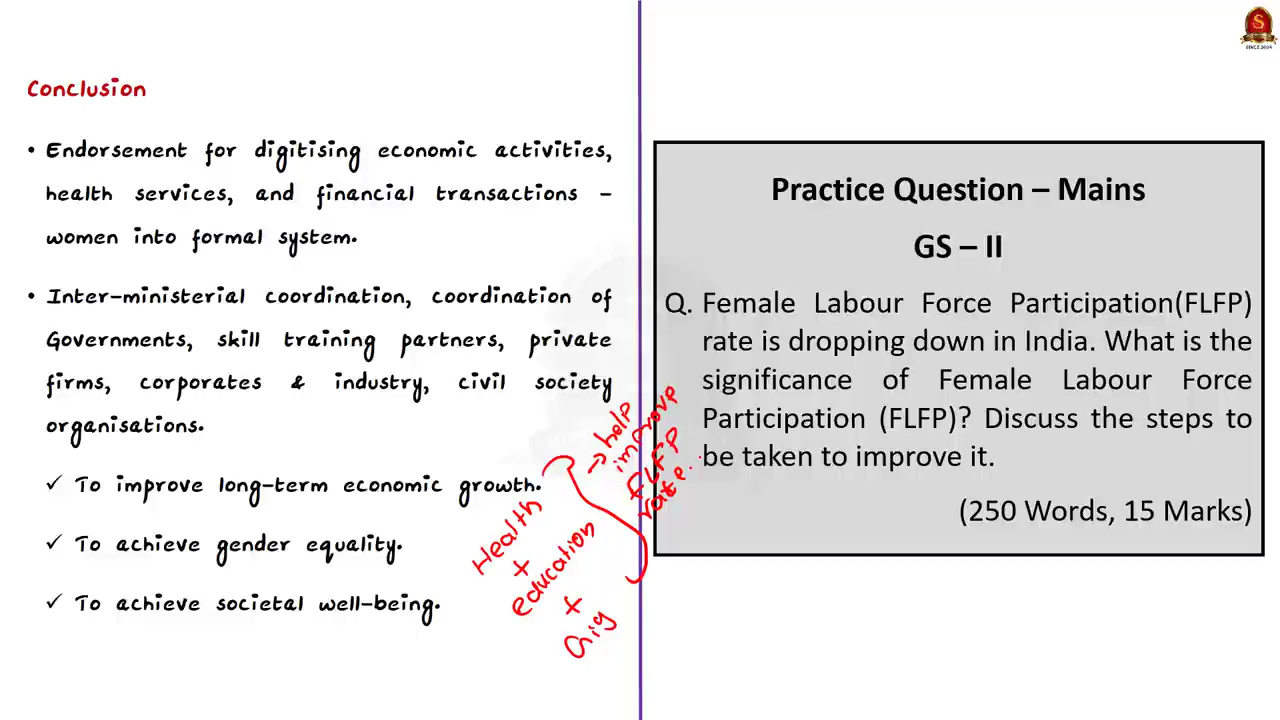 Conclusion
• Endorsement for digitising economic activities,
health services, and financial transactions –
women into formal system.
• Inter-ministerial coordination, coordination of
Governments, skill training partners, private
firms, corporates & industry, civil society
organisations.
✓ To improve long-term economic growth.
✓ To achieve gender equality.
✓ To achieve societal well-being.
Health
+
education
+
Gig
→ help
improve
FLFP
rate.
S
SINCE 2004
Practice Question – Mains
GS – II
Q. Female Labour Force Participation(FLFP)
rate is dropping down in India. What is the
significance of Female Labour Force
Participation (FLFP)? Discuss the steps to
be taken to improve it.
(250 Words, 15 Marks)